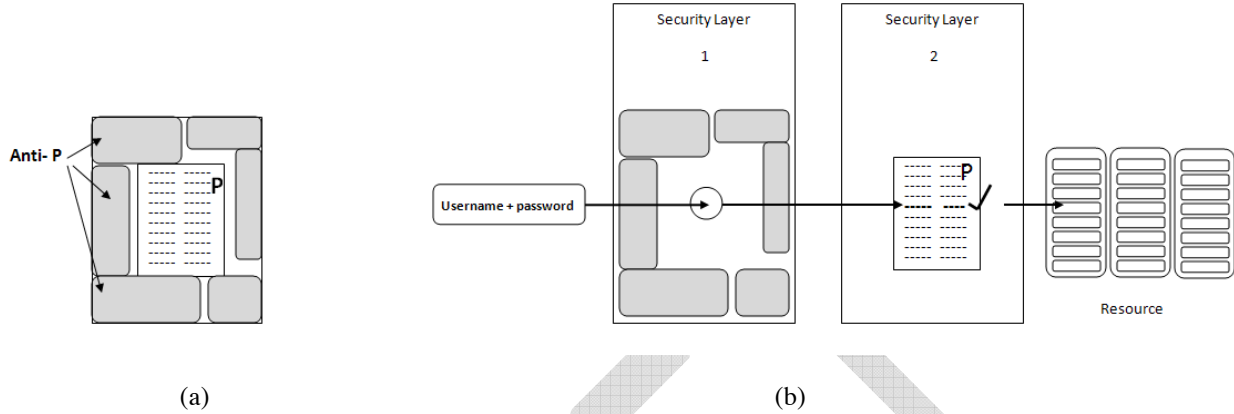 Anti- P
P
(a)
Security Layer
1
Security Layer
2
Username + password
P
Resource
(b)